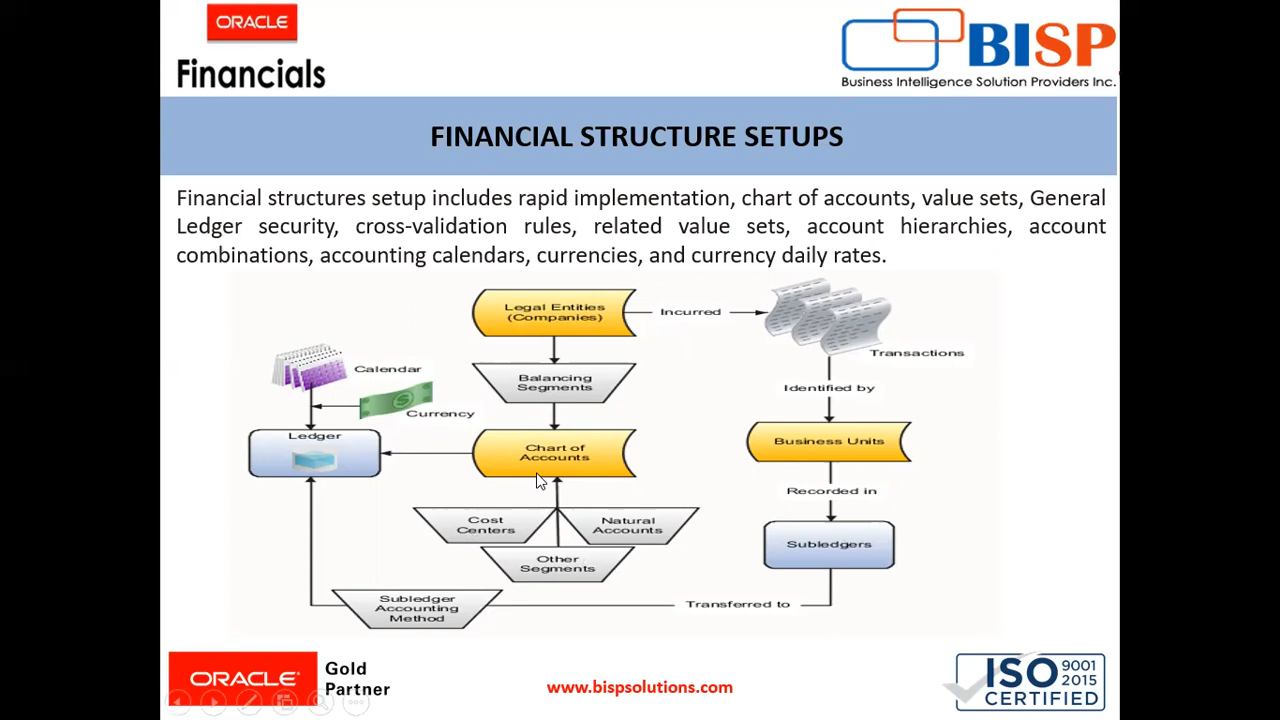 ORACLE
Financials
BISP
Business Intelligence Solution Providers Inc.
FINANCIAL STRUCTURE SETUPS
Financial structures setup includes rapid implementation, chart of accounts, value sets, General
Ledger security, cross-validation rules, related value sets, account hierarchies, account
combinations, accounting calendars, currencies, and currency daily rates.
Legal Entities
(Companies)
Incurred
Transactions
Calendar
Balancing
Segments
Identified by
Currency
Ledger
Chart of
Accounts
Business Units
Recorded in
Cost
Centers
Natural
Accounts
Other
Segments
Subledgers
Subledger
Accounting
Method
Transferred to
ORACLE
Gold
Partner
www.bispsolutions.com
ISO 9001
2015
CERTIFIED